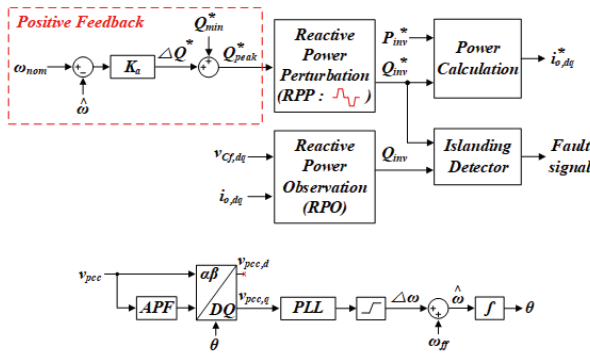 Positive Feedback
ω_nom
ω̂
K_a
△Q^*
Q^*_min
Q^*_peak
Reactive
Power
Perturbation
(RPP : )
P^*_inv
Q^*_inv
Power
Calculation
i^*_o,dq
v_Cf,dq
i_o,dq
Reactive
Power
Observation
(RPO)
Q_inv
Islanding
Detector
Fault
signal
v_pcc
APF
αβ
DQ
θ
v_pcc,d
v_pcc,q
PLL
△ω
ω_ff
ω̂
∫
θ